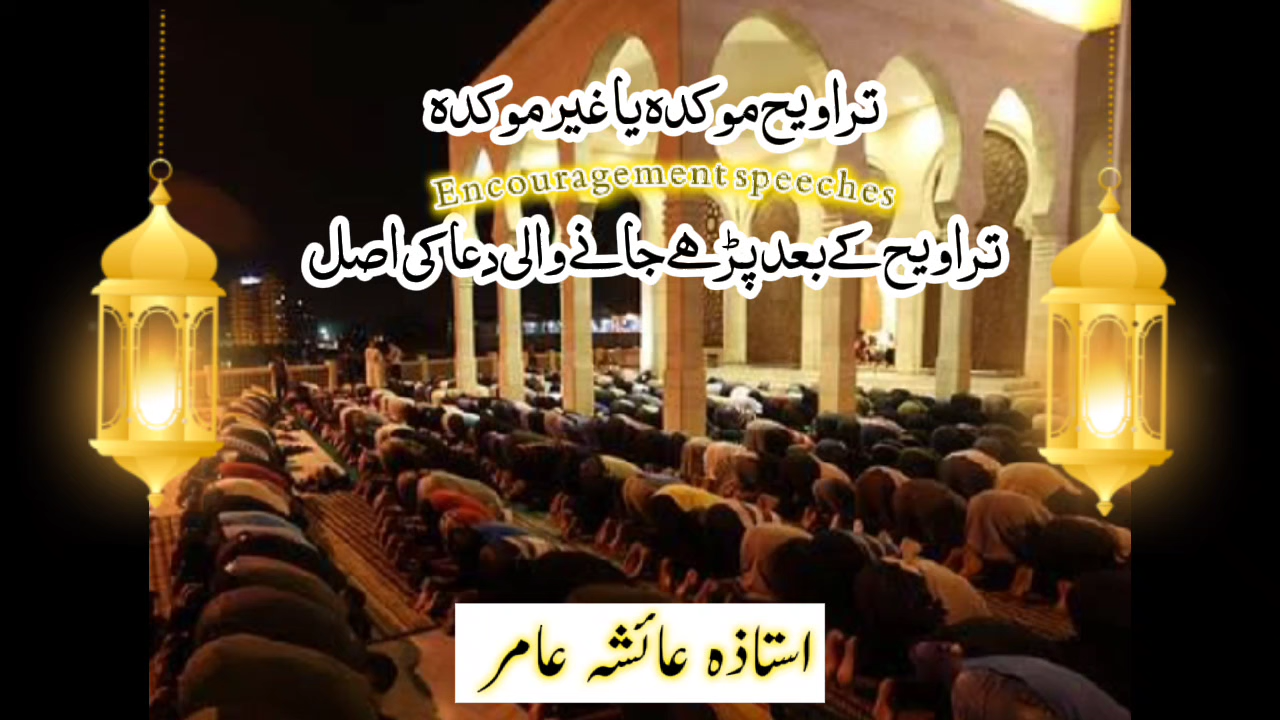 تراویح موکدہ یا غیر موکدہ
Encouragement speeches
تراویح کے بعد پڑھے جانے والی دعا کی اصل
استاذہ عائشہ عامر